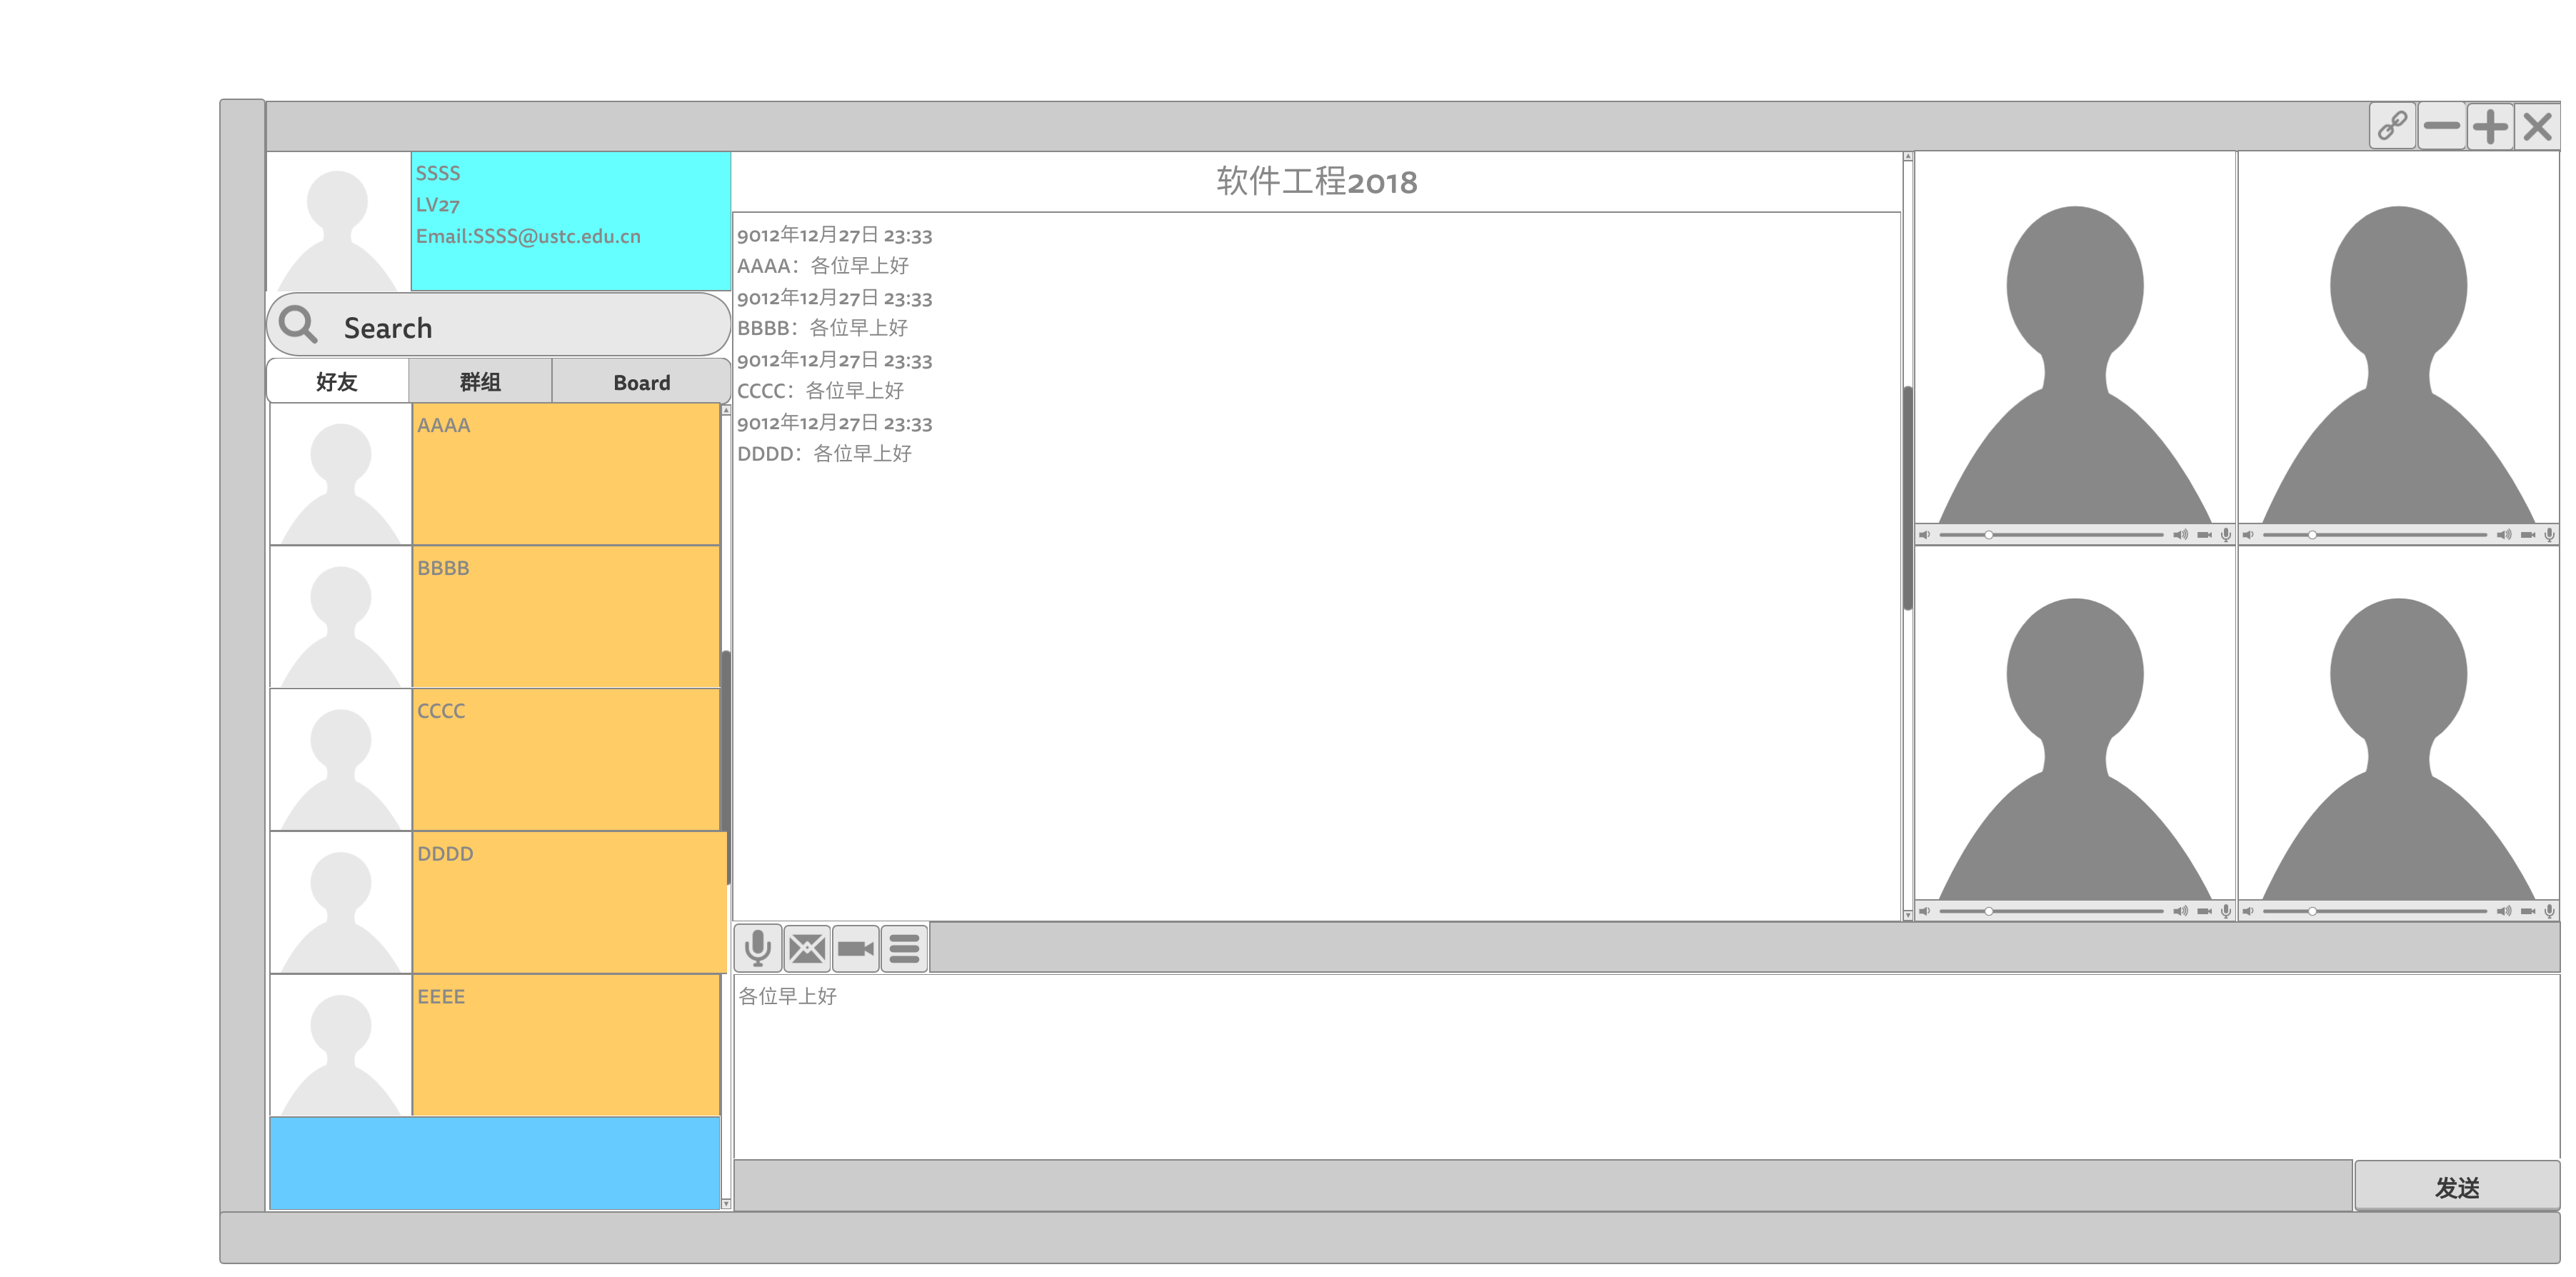 SSSS
LV27
Email:SSSS@ustc.edu.cn
Search
好友
群组
Board
AAAA
BBBB
CCCC
DDDD
EEEE
软件工程2018
9012年12月27日 23:33
AAAA：各位早上好
9012年12月27日 23:33
BBBB：各位早上好
9012年12月27日 23:33
CCCC：各位早上好
9012年12月27日 23:33
DDDD：各位早上好
各位早上好
发送